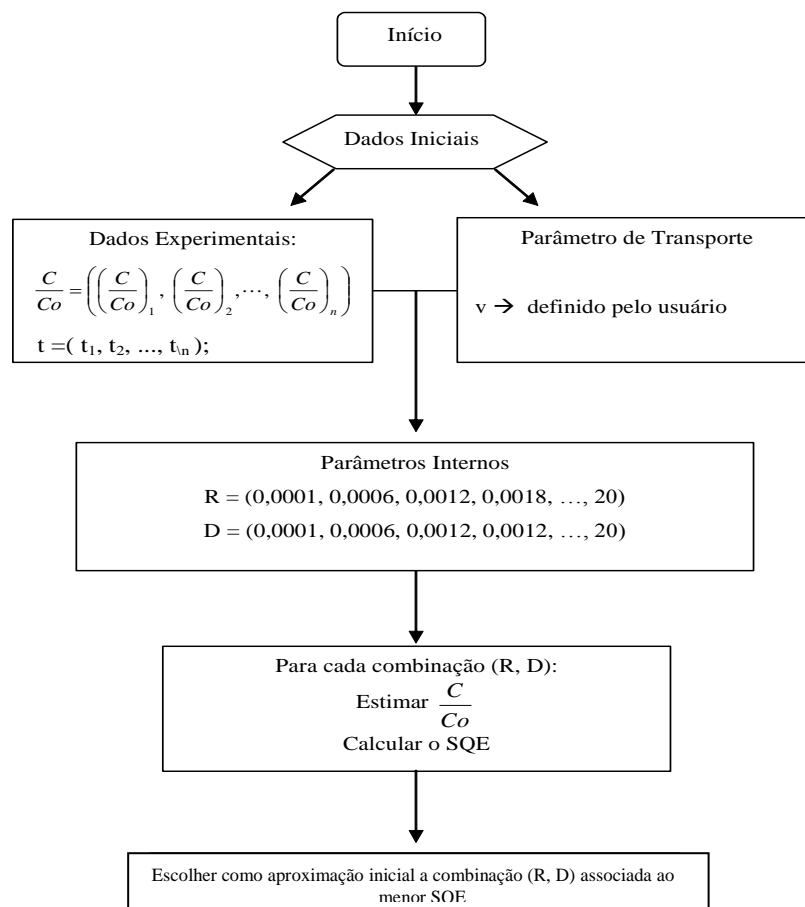 Início
Dados Iniciais
Dados Experimentais:
C/Co = ((C/Co)₁, (C/Co)₂, ⋯, (C/Co)ₙ)
t =( t₁, t₂, ..., t\n );
Parâmetro de Transporte
v → definido pelo usuário
Parâmetros Internos
R = (0,0001, 0,0006, 0,0012, 0,0018, …, 20)
D = (0,0001, 0,0006, 0,0012, 0,0012, …, 20)
Para cada combinação (R, D):
Estimar C/Co
Calcular o SQE
Escolher como aproximação inicial a combinação (R, D) associada ao
menor SQE